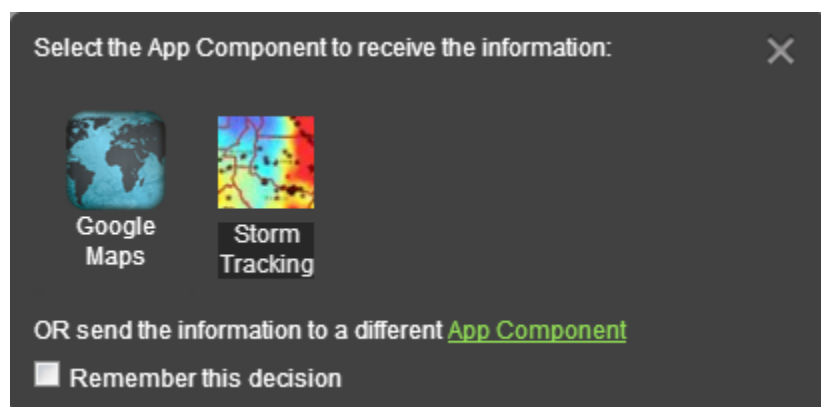 Select the App Component to receive the information:
Google
Maps
Storm
Tracking
OR send the information to a different App Component
Remember this decision